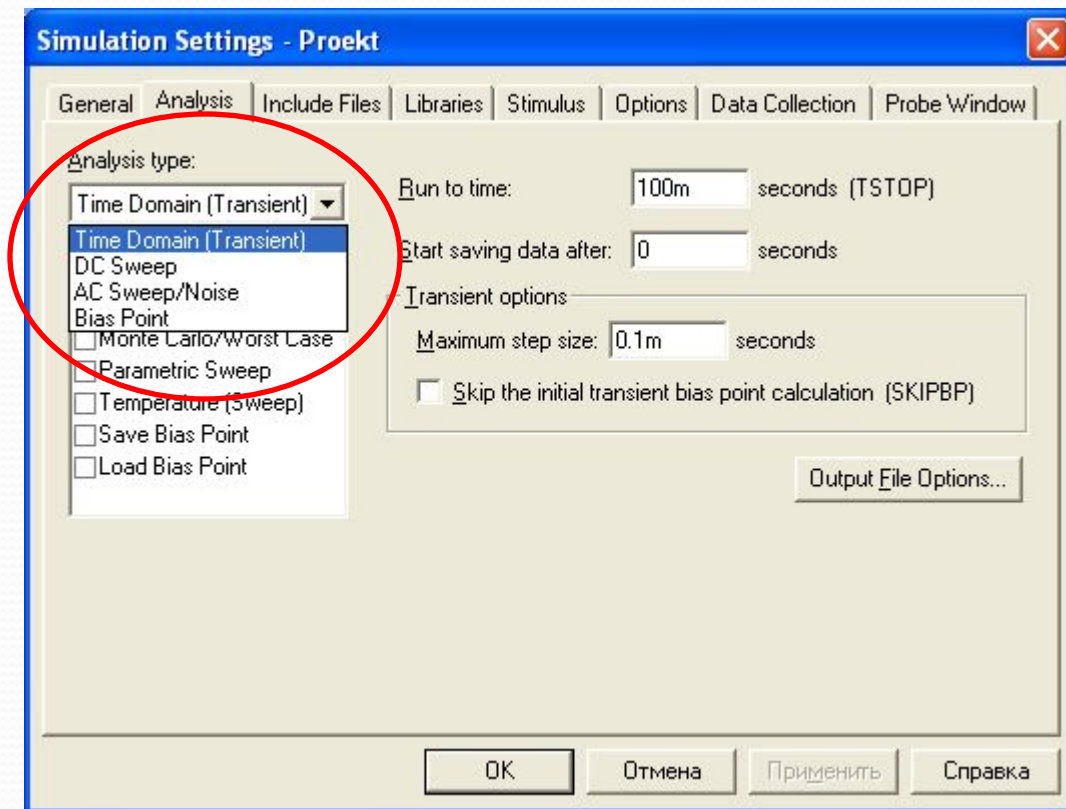 Simulation Settings - Proekt
General Analysis Include Files Libraries Stimulus Options Data Collection Probe Window
Analysis type:
Time Domain (Transient)
Time Domain (Transient)
DC Sweep
AC Sweep/Noise
Bias Point
Monte Carlo/Worst Case
Parametric Sweep
Temperature (Sweep)
Save Bias Point
Load Bias Point
Run to time: 100m seconds (TSTOP)
Start saving data after: 0 seconds
Transient options
Maximum step size: 0.1m seconds
Skip the initial transient bias point calculation (SKIPBP)
Output File Options...
OK Отмена Применить Справка